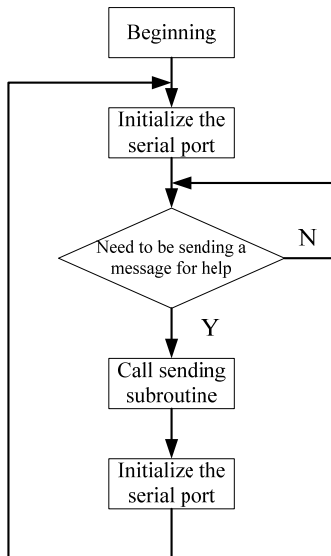 Beginning
Initialize the
serial port
Need to be sending a
message for help
N
Y
Call sending
subroutine
Initialize the
serial port